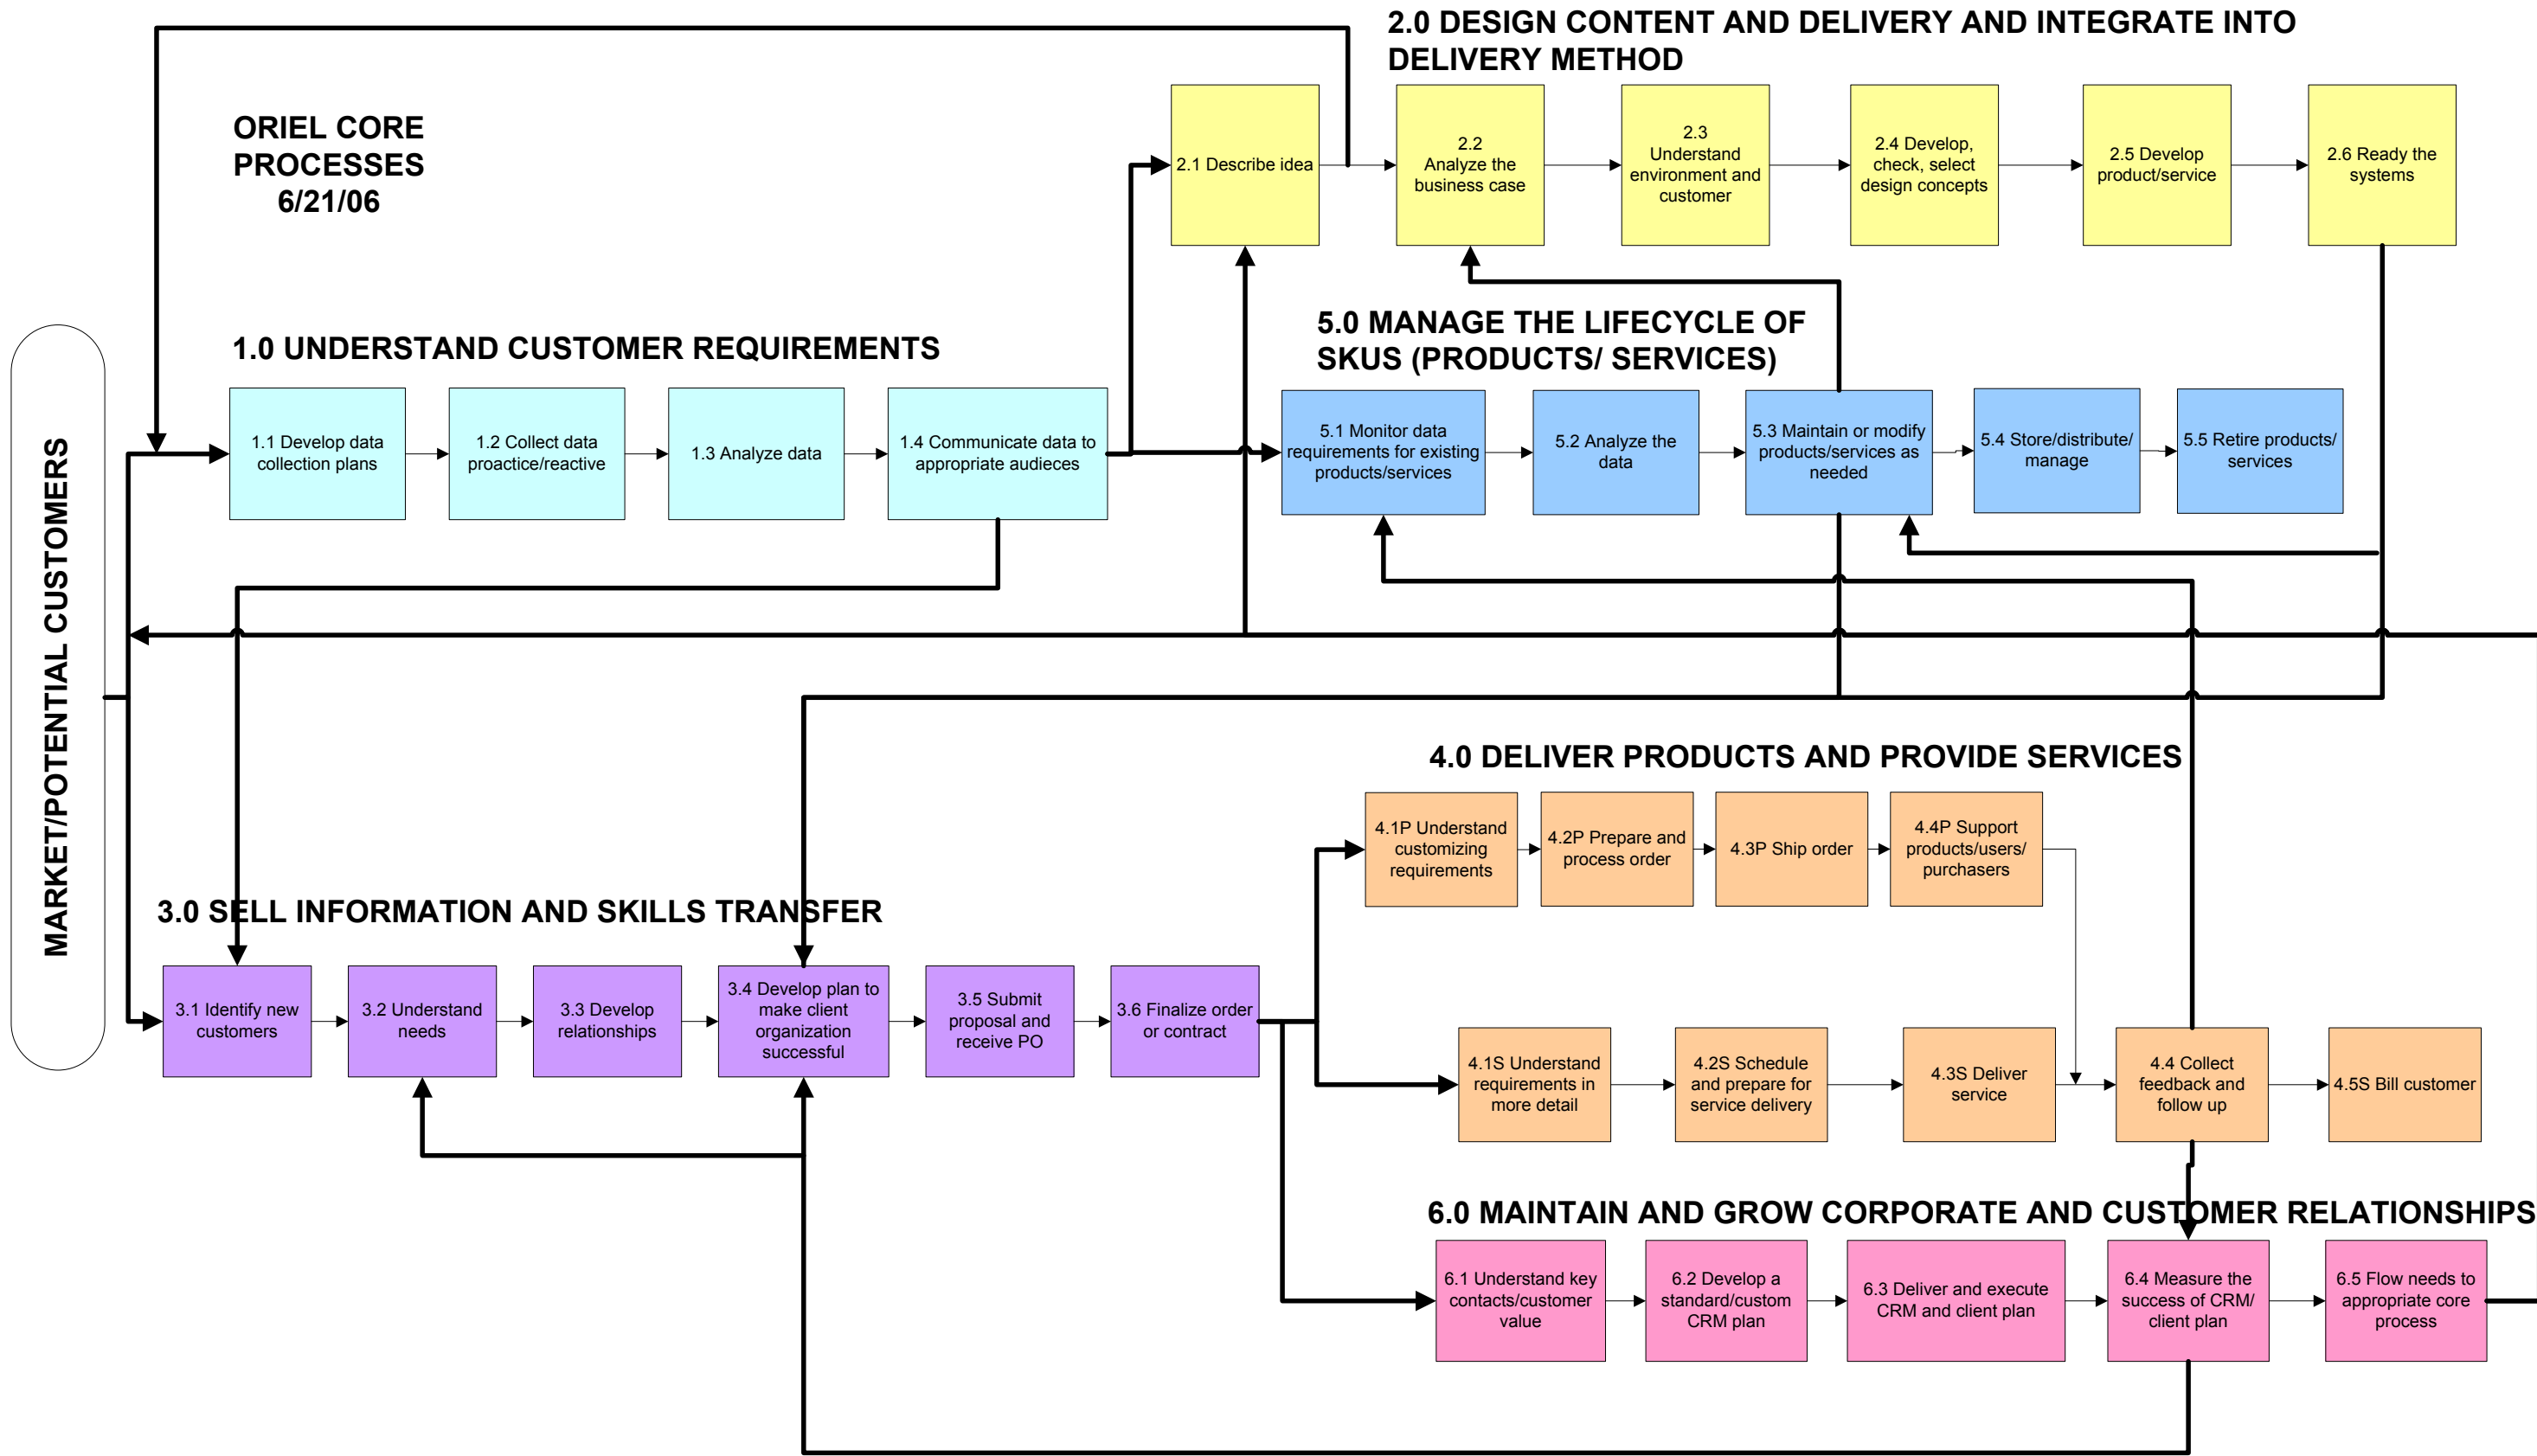 2.0 DESIGN CONTENT AND DELIVERY AND INTEGRATE INTO
DELIVERY METHOD
ORIEL CORE
PROCESSES
6/21/06
2.1 Describe idea
2.2
Analyze the
business case
2.3
Understand
environment and
customer
2.4 Develop,
check, select
design concepts
2.5 Develop
product/service
2.6 Ready the
systems
1.0 UNDERSTAND CUSTOMER REQUIREMENTS
5.0 MANAGE THE LIFECYCLE OF
SKUS (PRODUCTS/ SERVICES)
MARKET/POTENTIAL CUSTOMERS
1.1 Develop data
collection plans
1.2 Collect data
proactice/reactive
1.3 Analyze data
1.4 Communicate data to
appropriate audieces
5.1 Monitor data
requirements for existing
products/services
5.2 Analyze the
data
5.3 Maintain or modify
products/services as
needed
5.4 Store/distribute/
manage
5.5 Retire products/
services
4.0 DELIVER PRODUCTS AND PROVIDE SERVICES
4.1P Understand
customizing
requirements
4.2P Prepare and
process order
4.3P Ship order
4.4P Support
products/users/
purchasers
3.0 SELL INFORMATION AND SKILLS TRANSFER
3.1 Identify new
customers
3.2 Understand
needs
3.3 Develop
relationships
3.4 Develop plan to
make client
organization
successful
3.5 Submit
proposal and
receive PO
3.6 Finalize order
or contract
4.1S Understand
requirements in
more detail
4.2S Schedule
and prepare for
service delivery
4.3S Deliver
service
4.4 Collect
feedback and
follow up
4.5S Bill customer
6.0 MAINTAIN AND GROW CORPORATE AND CUSTOMER RELATIONSHIPS
6.1 Understand key
contacts/customer
value
6.2 Develop a
standard/custom
CRM plan
6.3 Deliver and execute
CRM and client plan
6.4 Measure the
success of CRM/
client plan
6.5 Flow needs to
appropriate core
process